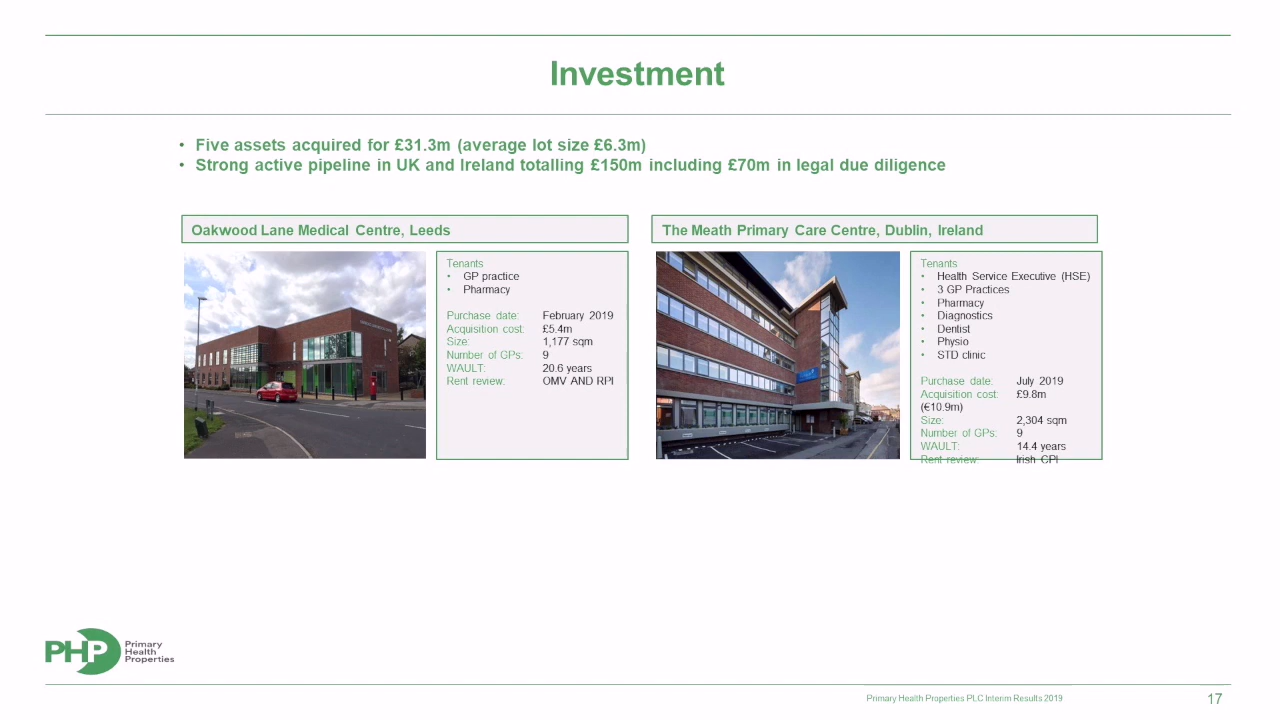 Investment
• Five assets acquired for £31.3m (average lot size £6.3m)
• Strong active pipeline in UK and Ireland totalling £150m including £70m in legal due diligence
Oakwood Lane Medical Centre, Leeds
Tenants
• GP practice
• Pharmacy
Purchase date: February 2019
Acquisition cost: £5.4m
Size: 1,177 sqm
Number of GPs: 9
WAULT: 20.6 years
Rent review: OMV AND RPI
The Meath Primary Care Centre, Dublin, Ireland
Tenants
• Health Service Executive (HSE)
• 3 GP Practices
• Pharmacy
• Diagnostics
• Dentist
• Physio
• STD clinic
Purchase date: July 2019
Acquisition cost: £9.8m
(€10.9m)
Size: 2,304 sqm
Number of GPs: 9
WAULT: 14.4 years
Rent review: Irish CPI
PHP
Primary
Health
Properties
Primary Health Properties PLC Interim Results 2019
17